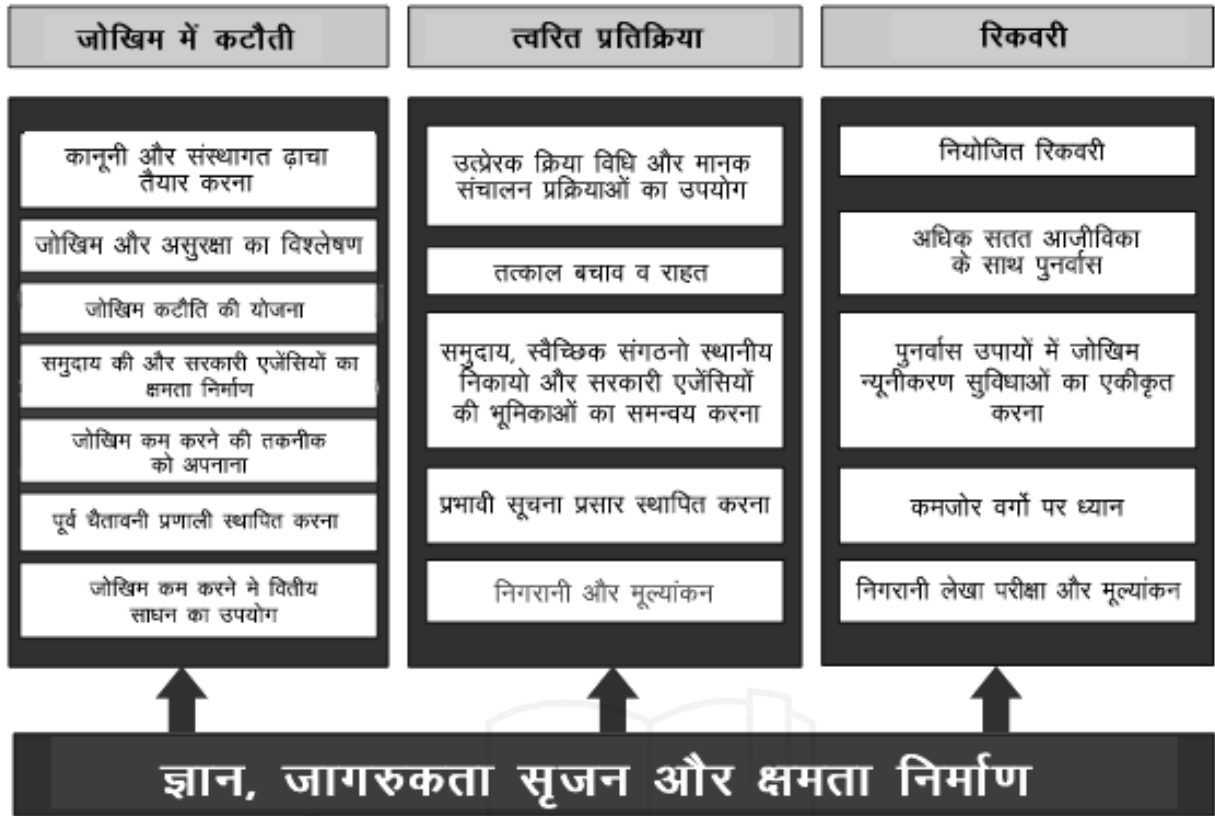 जोखिम में कटौती
कानूनी और संस्थागत ढ़ाचा
तैयार करना
जोखिम और असुरक्षा का विश्लेषण
जोखिम कटौति की योजना
समुदाय की और सरकारी एजेंसियों का
क्षमता निर्माण
जोखिम कम करने की तकनीक
को अपनाना
पूर्व चैतावनी प्रणाली स्थापित करना
जोखिम कम करने मे वितीय
साधन का उपयोग
त्वरित प्रतिक्रिया
उत्प्रेरक क्रिया विधि और मानक
संचालन प्रक्रियाओं का उपयोग
तत्काल बचाव व राहत
समुदाय, स्वैच्छिक संगठनो स्थानीय
निकायो और सरकारी एजेंसियों
की भूमिकाओं का समन्वय करना
प्रभावी सूचना प्रसार स्थापित करना
निगरानी और मूल्यांकन
रिकवरी
नियोजित रिकवरी
अधिक सतत आजीविका
के साथ पुनर्वास
पुनर्वास उपायों में जोखिम
न्यूनीकरण सुविधाओं का एकीकृत
करना
कमजोर वर्गो पर ध्यान
निगरानी लेखा परीक्षा और मूल्यांकन
ज्ञान, जागरुकता सृजन और क्षमता निर्माण